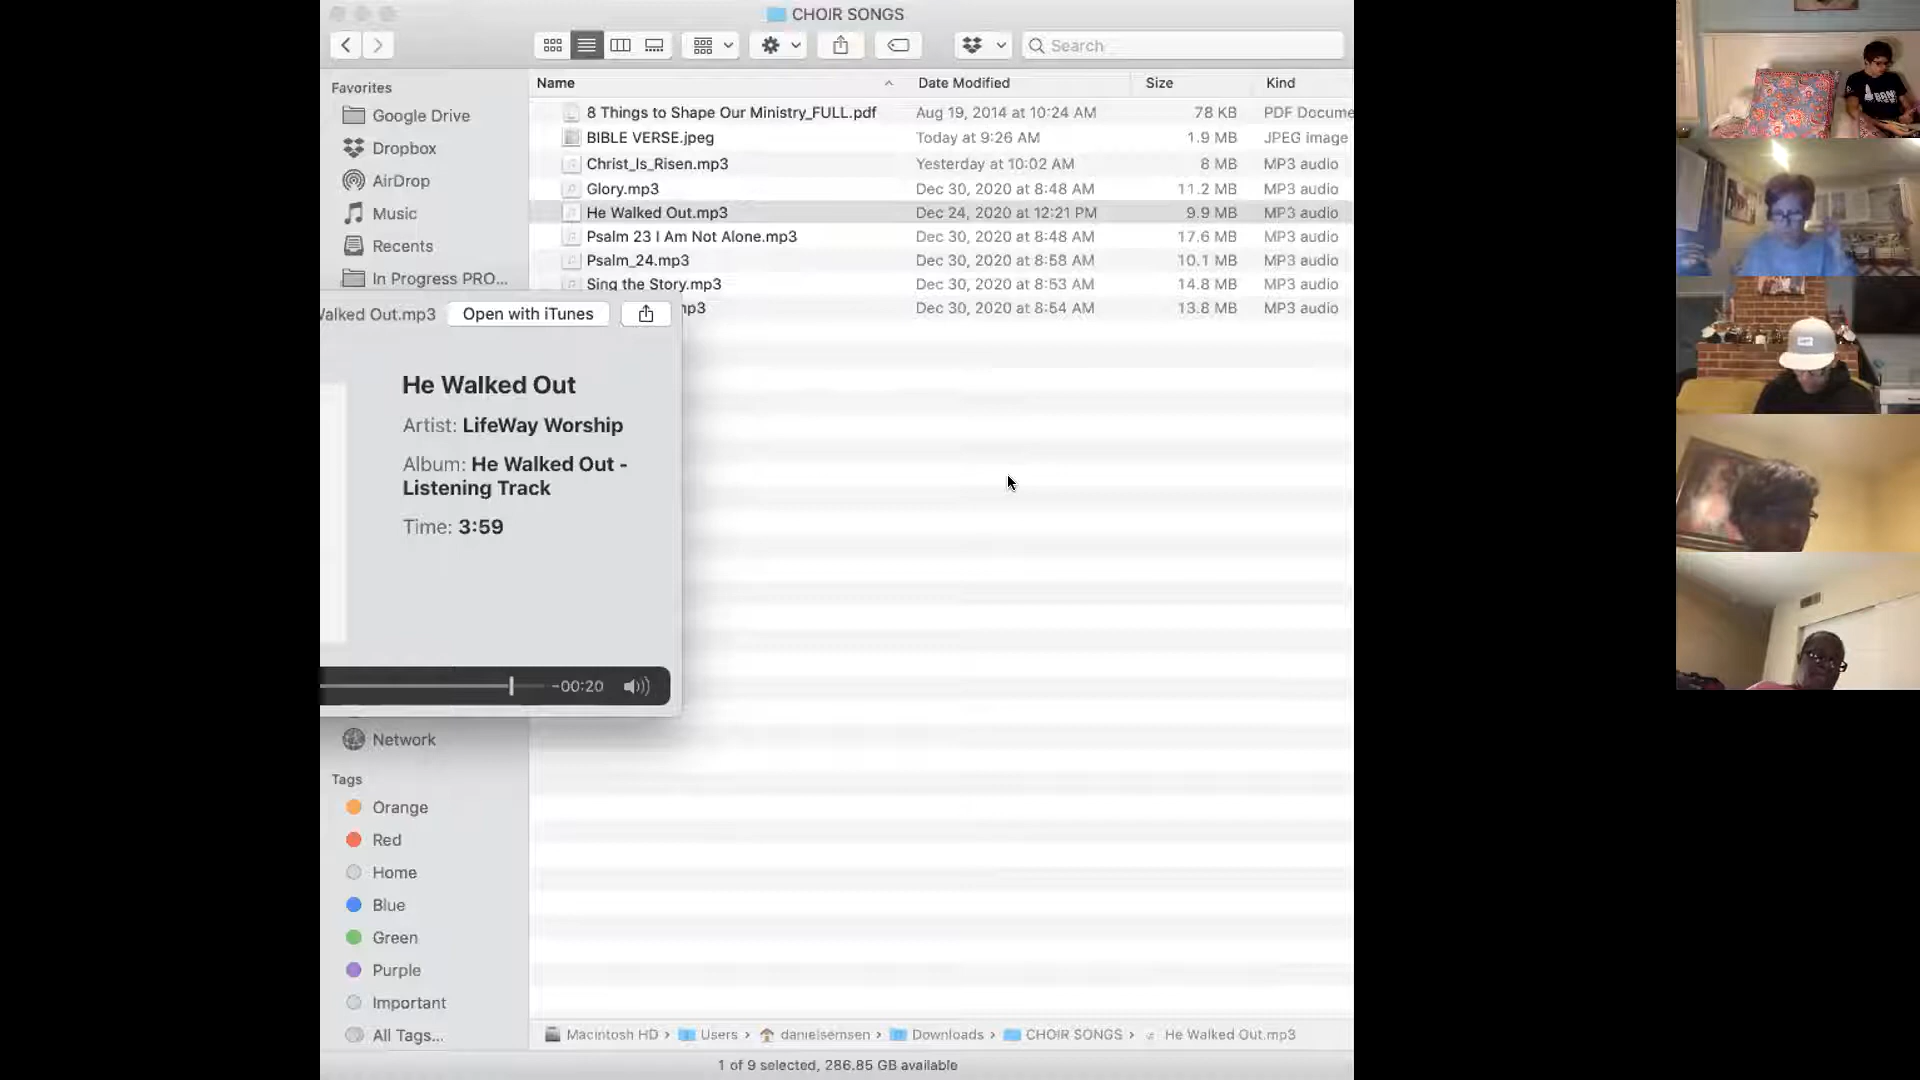 CHOIR SONGS
Search
Favorites
Google Drive
Dropbox
AirDrop
Music
Recents
In Progress PRO...
Name Date Modified Size Kind
8 Things to Shape Our Ministry_FULL.pdf Aug 19, 2014 at 10:24 AM 78 KB PDF Docume
BIBLE VERSE.jpeg Today at 9:26 AM 1.9 MB JPEG image
Christ_Is_Risen.mp3 Yesterday at 10:02 AM 8 MB MP3 audio
Glory.mp3 Dec 30, 2020 at 8:48 AM 11.2 MB MP3 audio
He Walked Out.mp3 Dec 24, 2020 at 12:21 PM 9.9 MB MP3 audio
Psalm 23 I Am Not Alone.mp3 Dec 30, 2020 at 8:48 AM 17.6 MB MP3 audio
Psalm_24.mp3 Dec 30, 2020 at 8:58 AM 10.1 MB MP3 audio
Sing the Story.mp3 Dec 30, 2020 at 8:53 AM 14.8 MB MP3 audio
mp3 Dec 30, 2020 at 8:54 AM 13.8 MB MP3 audio
Walked Out.mp3 Open with iTunes
He Walked Out
Artist: LifeWay Worship
Album: He Walked Out -
Listening Track
Time: 3:59
-00:20
Network
Tags
Orange
Red
Home
Blue
Green
Purple
Important
All Tags...
Macintosh HD › Users › danielsemsen › Downloads › CHOIR SONGS › He Walked Out.mp3
1 of 9 selected, 286.85 GB available